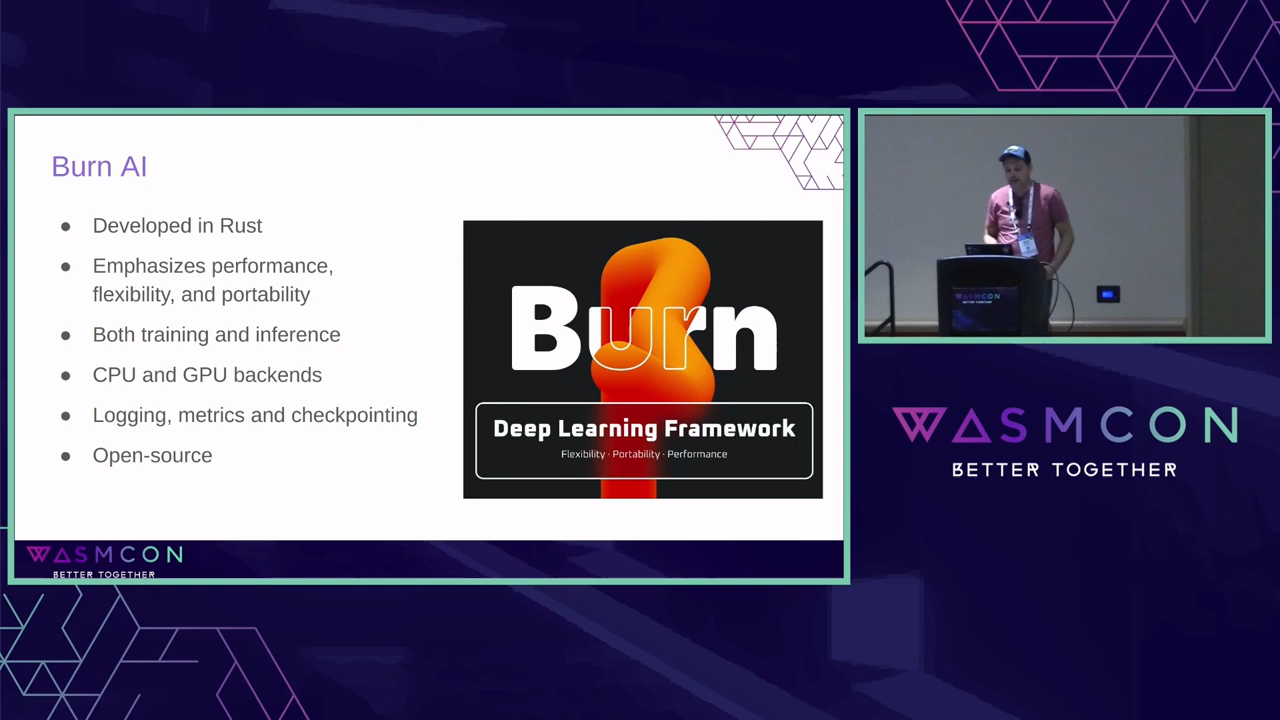 Burn AI
● Developed in Rust
● Emphasizes performance,
flexibility, and portability
● Both training and inference
● CPU and GPU backends
● Logging, metrics and checkpointing
● Open-source
Burn
Deep Learning Framework
Flexibility · Portability · Performance
WASMCON
BETTER TOGETHER
WASMCON
WASMCON
BETTER TOGETHER